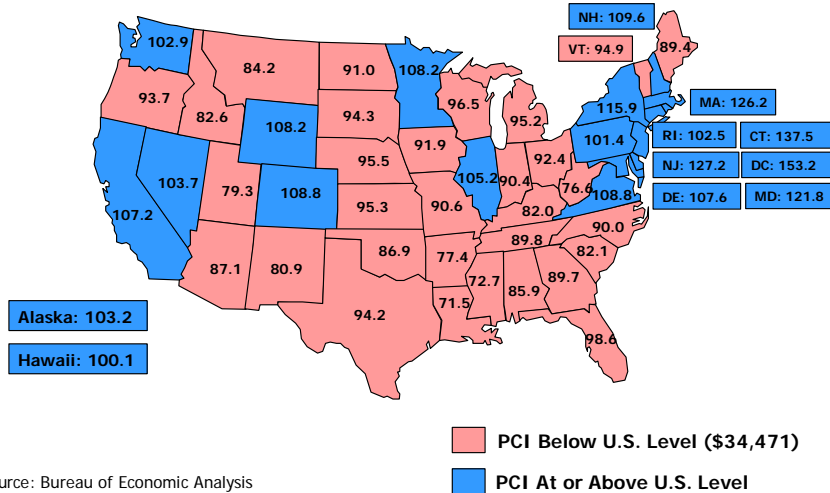 NH: 109.6
VT: 94.9
102.9
84.2
91.0
108.2
89.4
93.7
82.6
94.3
96.5
95.2
115.9
MA: 126.2
108.2
101.4
RI: 102.5
CT: 137.5
91.9
95.5
92.4
NJ: 127.2
DC: 153.2
103.7
79.3
108.8
105.2
90.4
76.6
108.8
DE: 107.6
MD: 121.8
107.2
95.3
90.6
82.0
90.0
89.8
87.1
80.9
86.9
77.4
82.1
72.7
85.9
89.7
71.5
94.2
98.6
Alaska: 103.2
Hawaii: 100.1
PCI Below U.S. Level ($34,471)
PCI At or Above U.S. Level
urce: Bureau of Economic Analysis